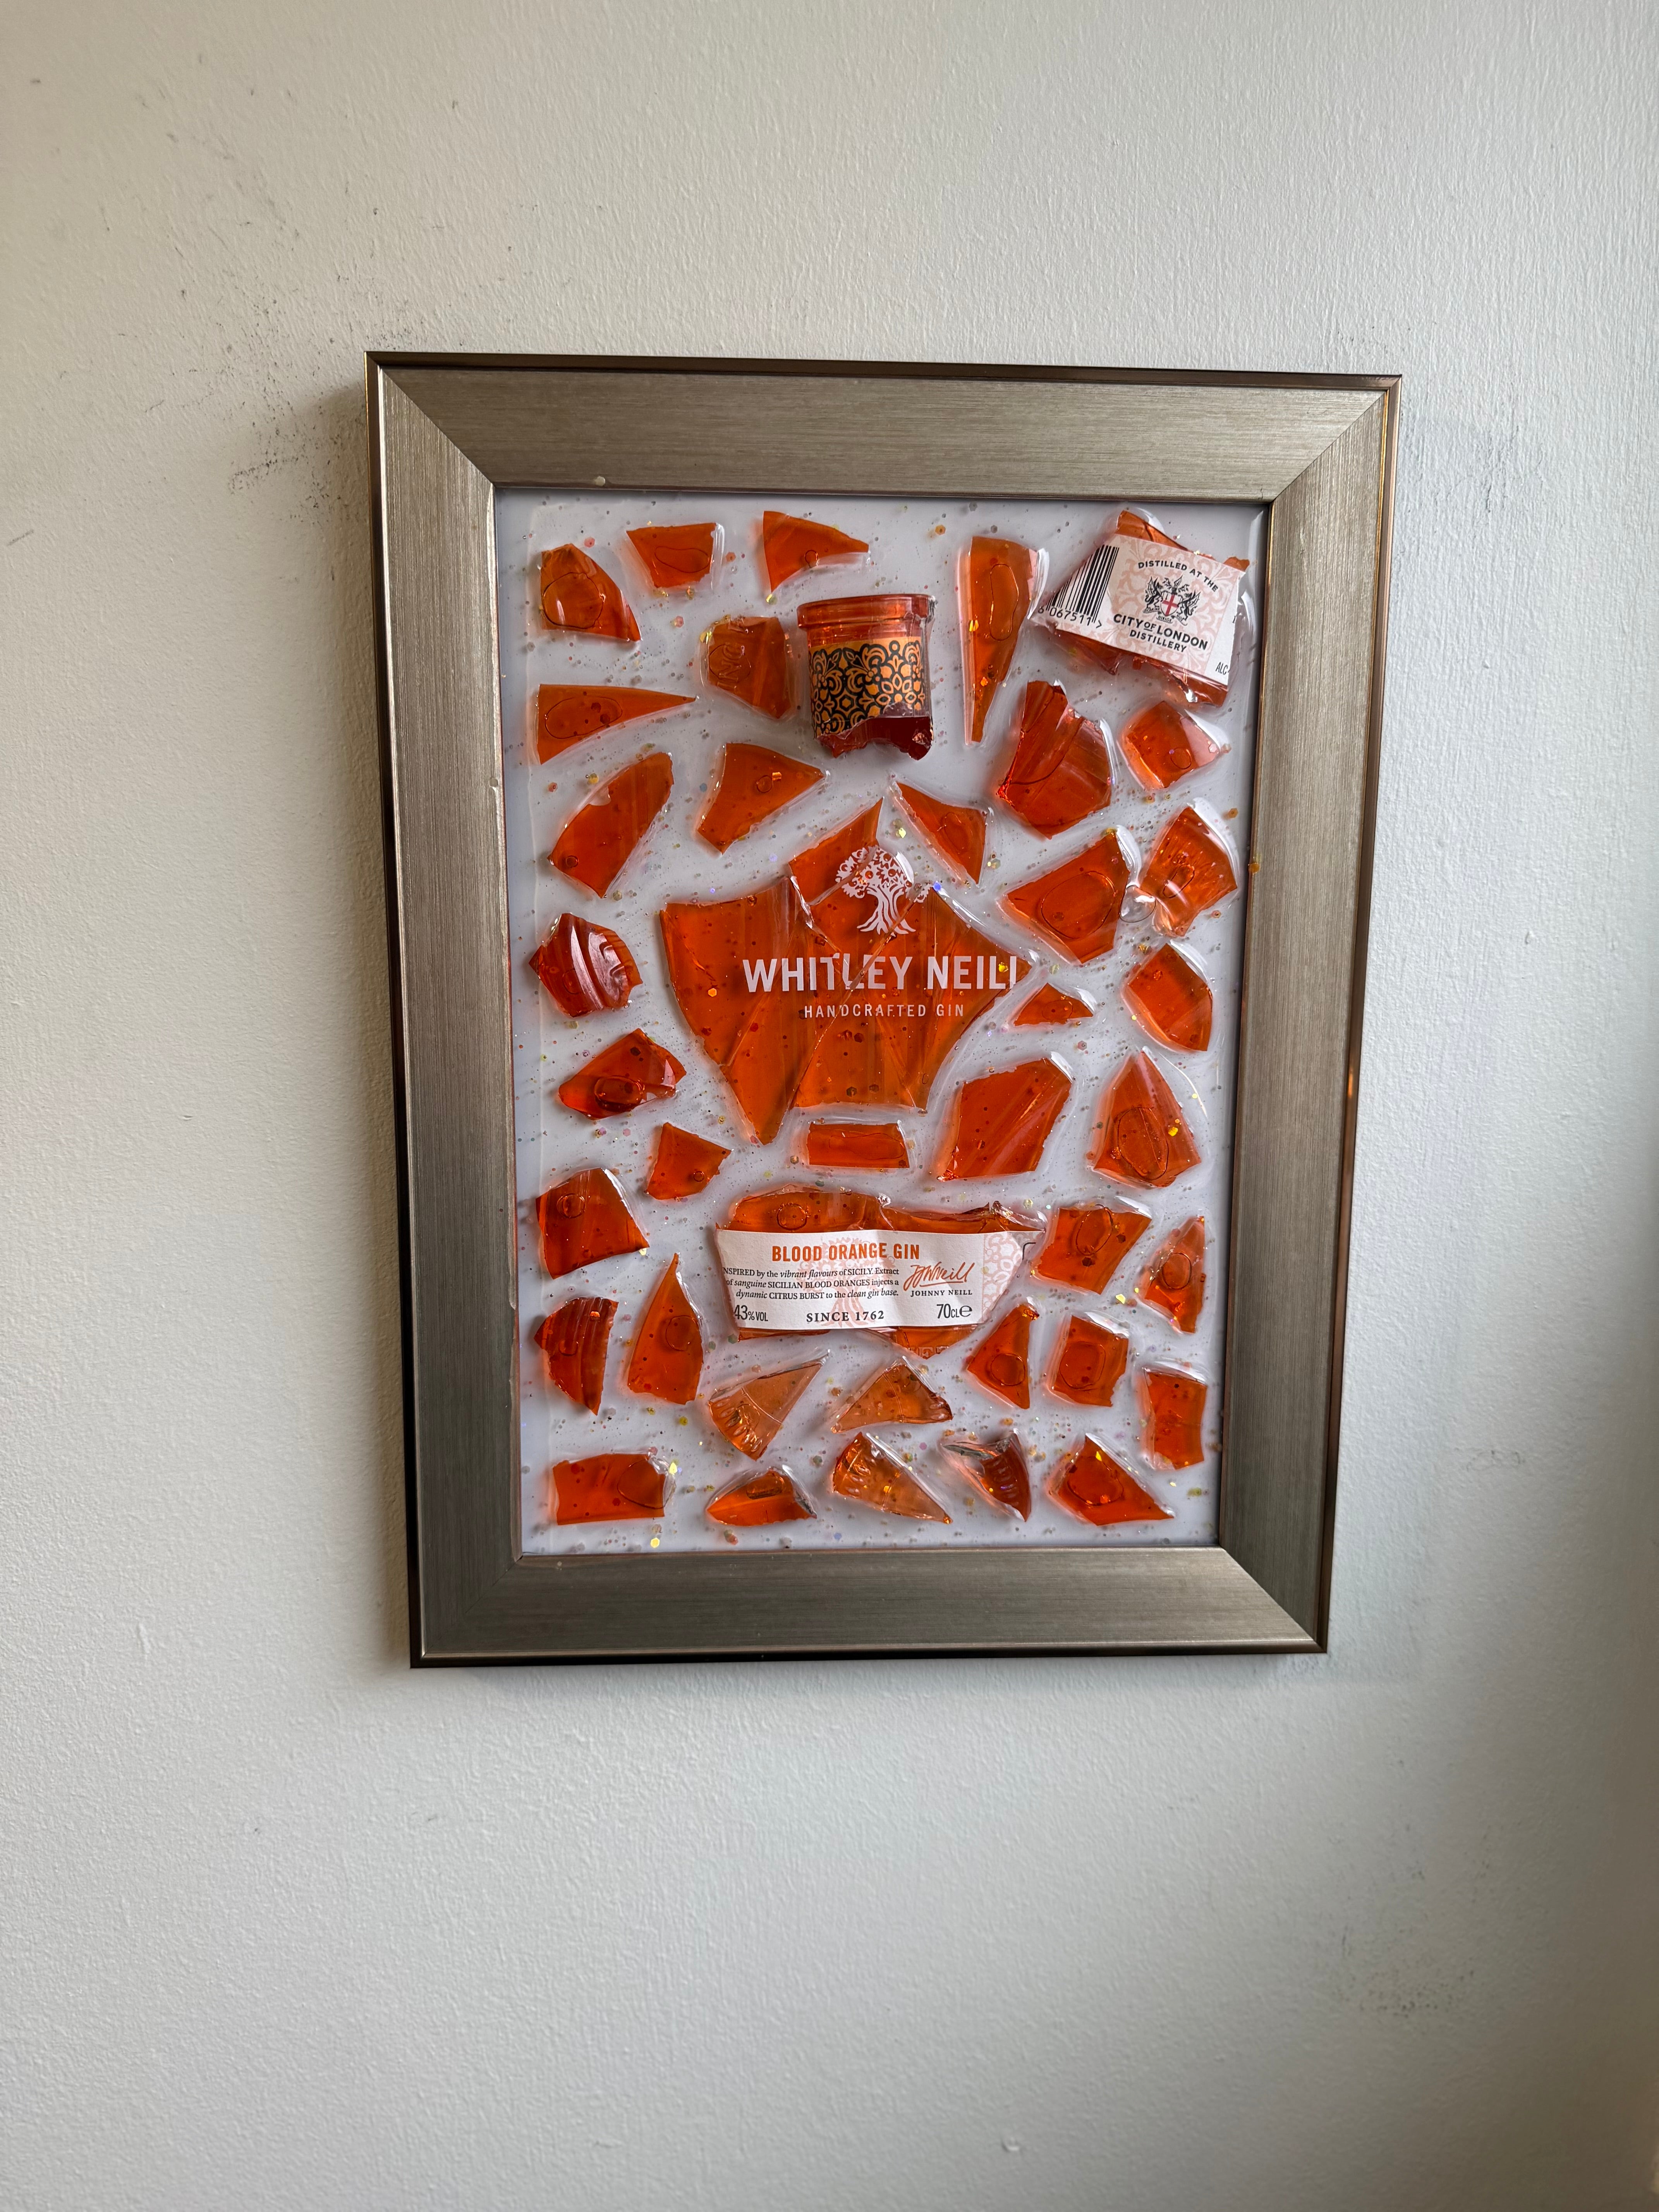 DISTILLED AT THE
CITY OF LONDON
DISTILLERY
ALC
WHITLEY NEILL
HANDCRAFTED GIN
BLOOD ORANGE GIN
NSPIRED by the vibrant flavours of SICILY. Extract
of sanguine SICILIAN BLOOD ORANGES injects a
dynamic CITRUS BURST to the clean gin base.
JOHNNY NEILL
43% VOL
SINCE 1762
70CLe